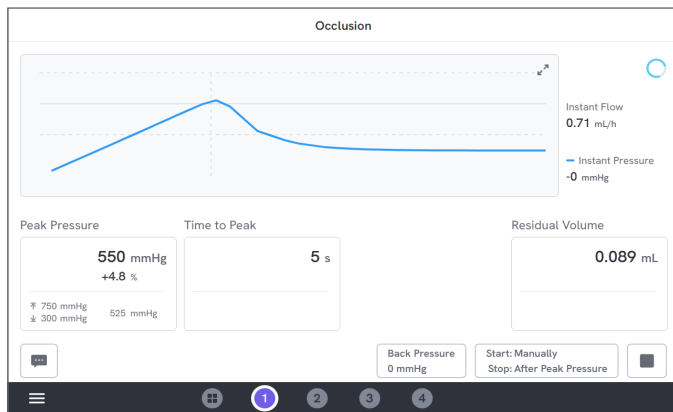 Occlusion
Instant Flow
0.71 mL/h
Instant Pressure
-0 mmHg
Peak Pressure
Time to Peak
Residual Volume
550 mmHg
+4.8 %
750 mmHg
300 mmHg
525 mmHg
5 s
0.089 mL
Back Pressure
0 mmHg
Start: Manually
Stop: After Peak Pressure
1
2
3
4